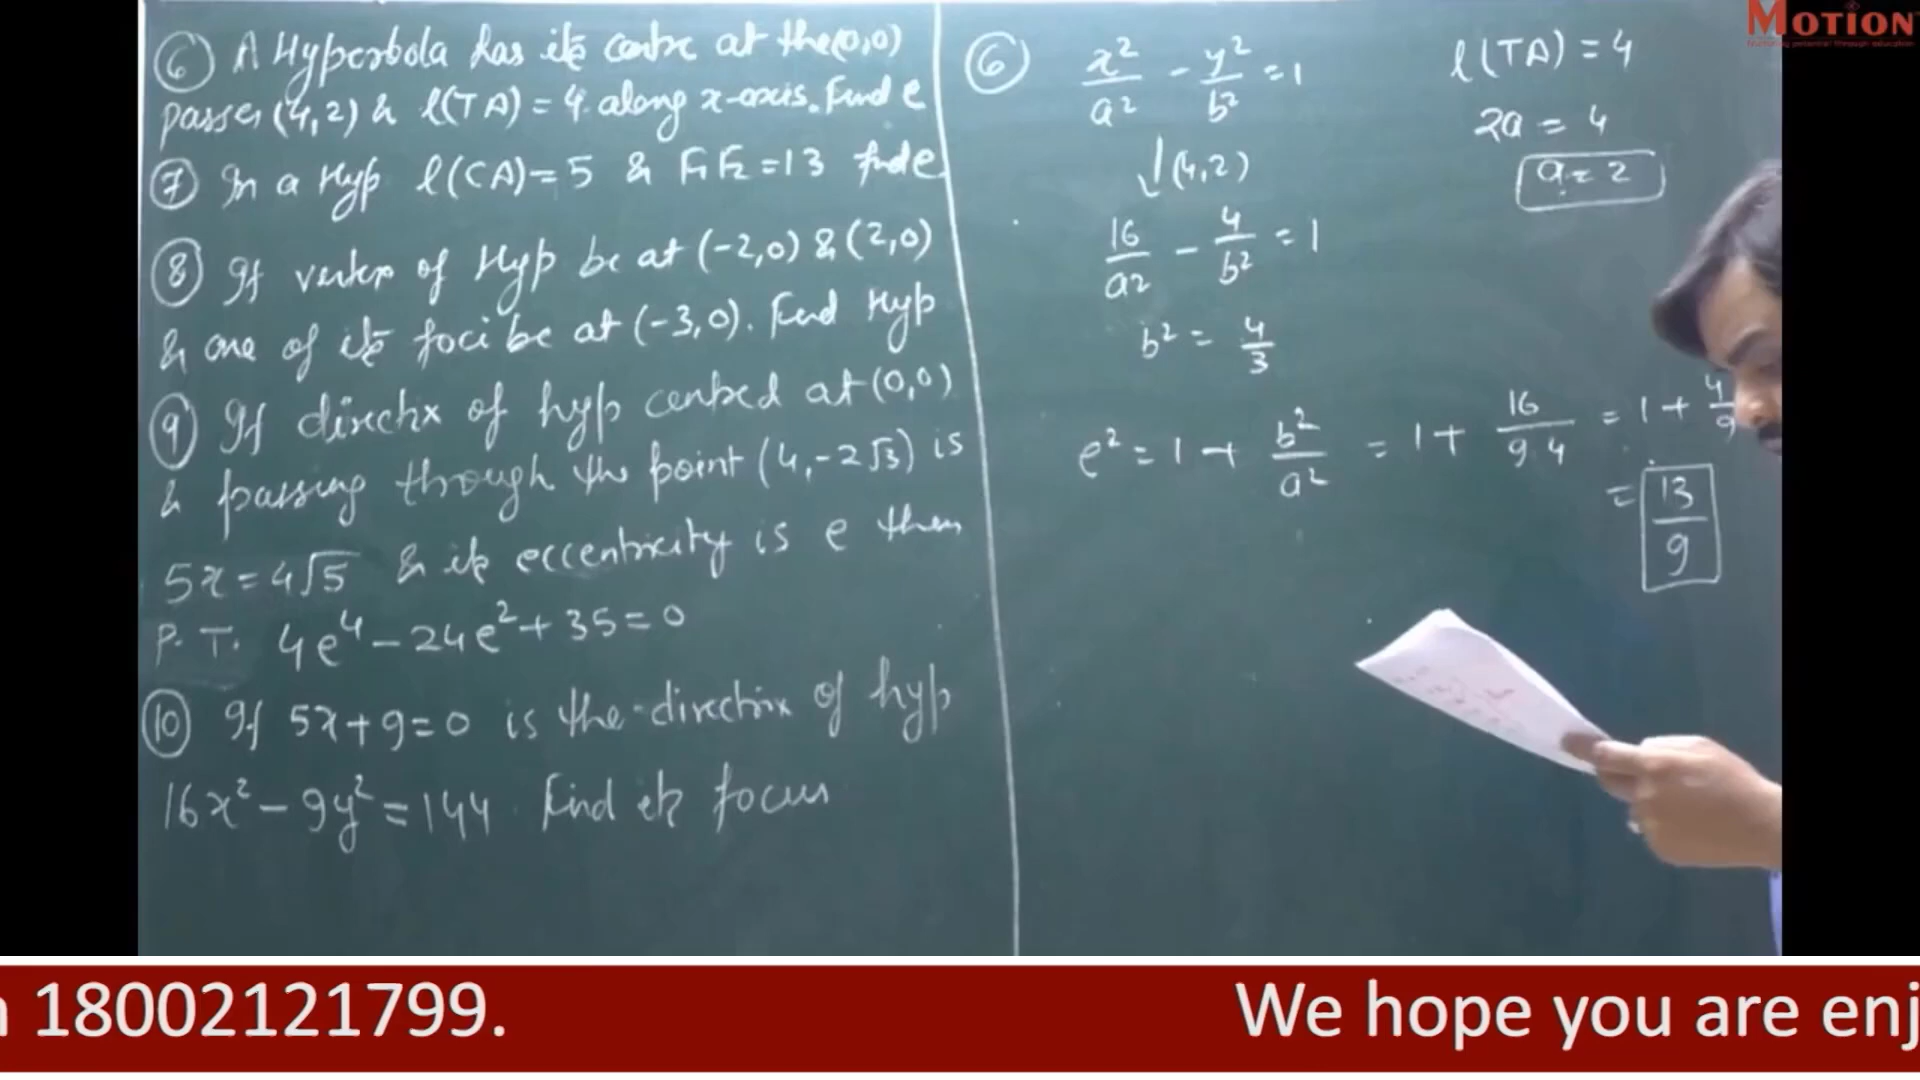 ⑥ A Hyperbola has its centre at the (0,0)
passes (4,2) & l(TA) = 4 along x-axis. Find e
⑦ In a Hyp l(CA) = 5 & F₁F₂ = 13 find e
⑧ If vertex of Hyp be at (-2,0) & (2,0)
& one of its foci be at (-3,0). Find Hyp
⑨ If directrx of hyp centred at (0,0)
& passing through the point (4,-2√3) is
5x = 4√5 & its eccentricity is e then
P.T. 4e⁴ - 24e² + 35 = 0
⑩ If 5x + 9 = 0 is the directrix of hyp
16x² - 9y² = 144. Find its focus
⑥ x²/a² - y²/b² = 1
↓ (4,2)
16/a² - 4/b² = 1
b² = 4/3
e² = 1 + b²/a² = 1 + 16/9·4 = 1 + 4/9
= 13/9
l(TA) = 4
2a = 4
a = 2
MOTION
18002121799.
We hope you are enj